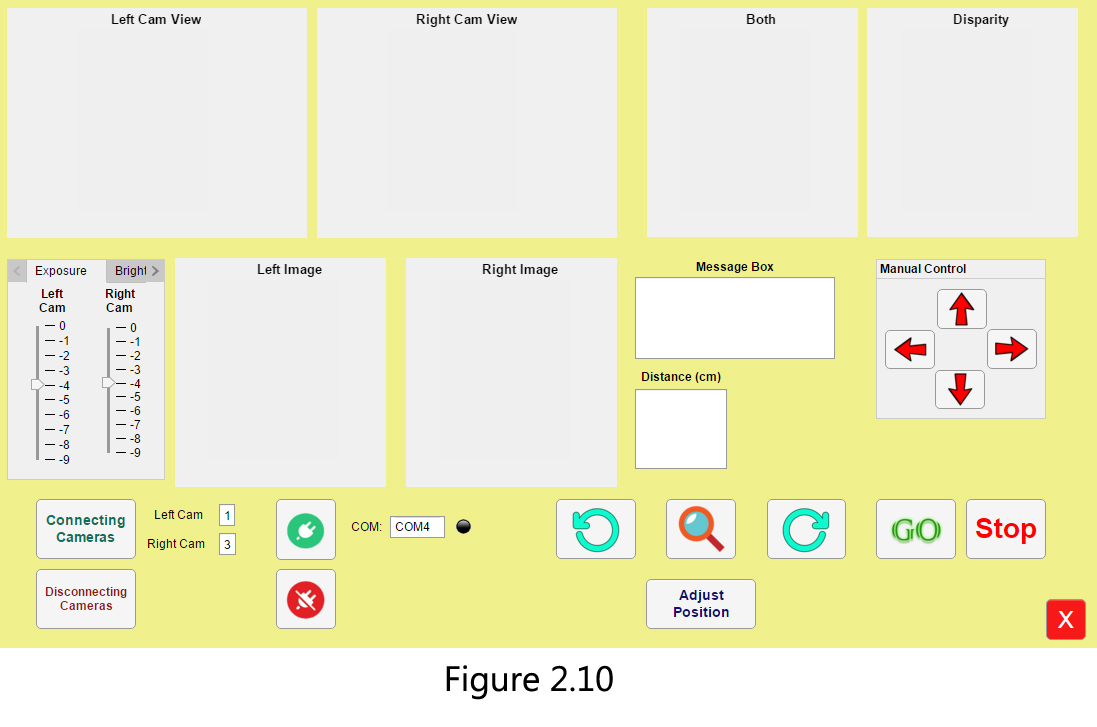 Left Cam View
Right Cam View
Both
Disparity
Exposure
Left
Cam
0
-1
-2
-3
-4
-5
-6
-7
-8
-9
Right
Cam
0
-1
-2
-3
-4
-5
-6
-7
-8
-9
Left Image
Right Image
Message Box
Distance (cm)
Manual Control
Connecting
Cameras
Left Cam 1
Right Cam 3
COM: COM4
GO
Stop
Disconnecting
Cameras
Adjust
Position
X
Figure 2.10